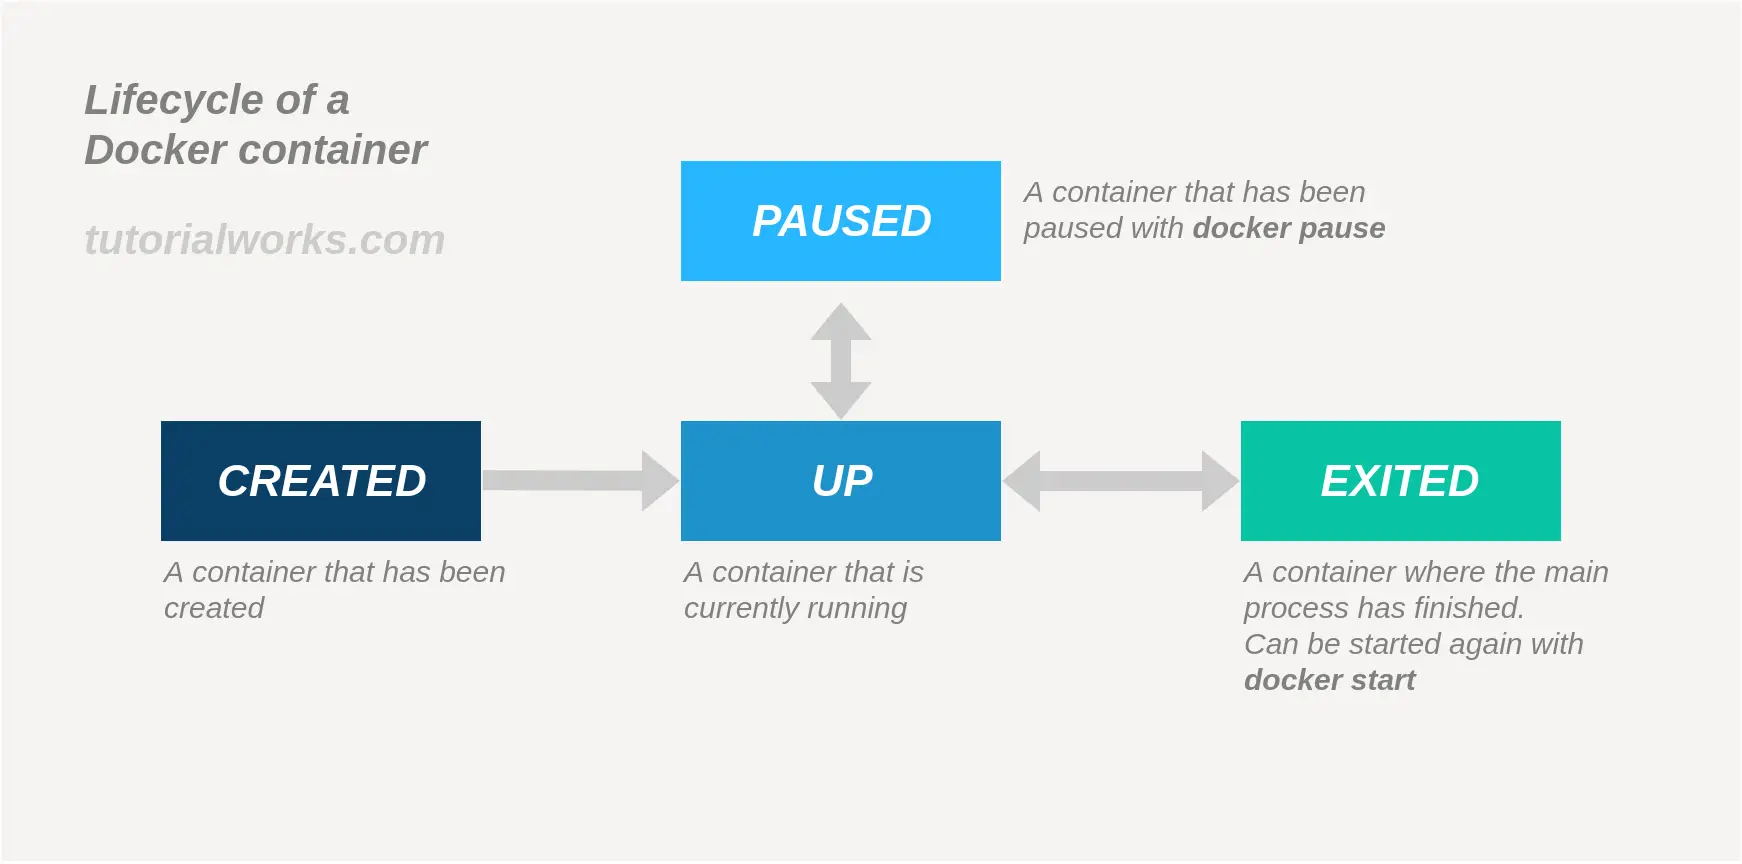 Lifecycle of a
Docker container
tutorialworks.com
PAUSED
A container that has been
paused with docker pause
CREATED
A container that has been
created
UP
A container that is
currently running
EXITED
A container where the main
process has finished.
Can be started again with
docker start